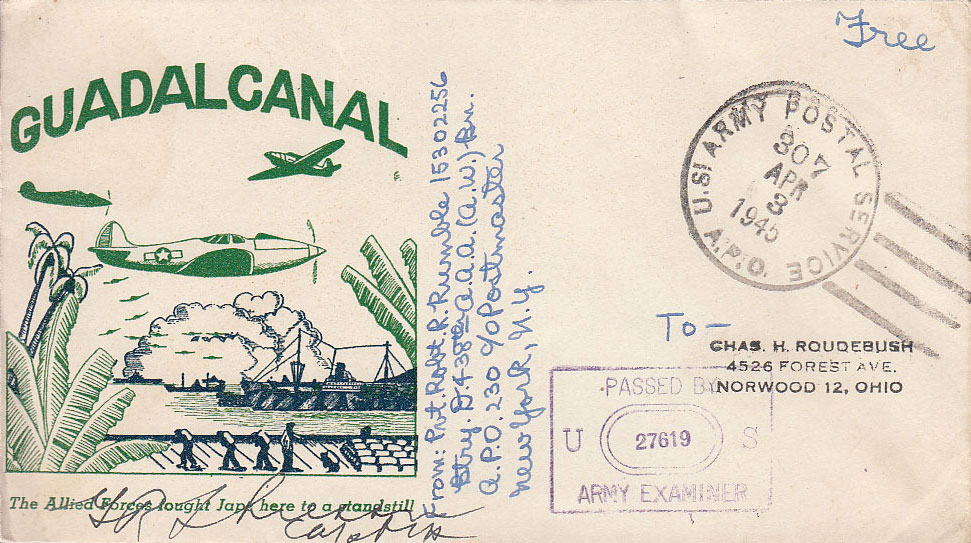 Free
GUADALCANAL
The Allied Forces fought Japs here to a standstill
From: Pvt. Robt. R. Rumble 15302256
Btry. D. 438th A.A.A. (A.W.) Bn.
A.P.O. 230 c/o Postmaster
New York, N.Y.
U.S. ARMY POSTAL SERVICE
307
APR
3
1945
A.P.O.
To —
CHAS. H. ROUDEBUSH
4526 FOREST AVE.
NORWOOD 12, OHIO
PASSED BY
U 27619 S
ARMY EXAMINER